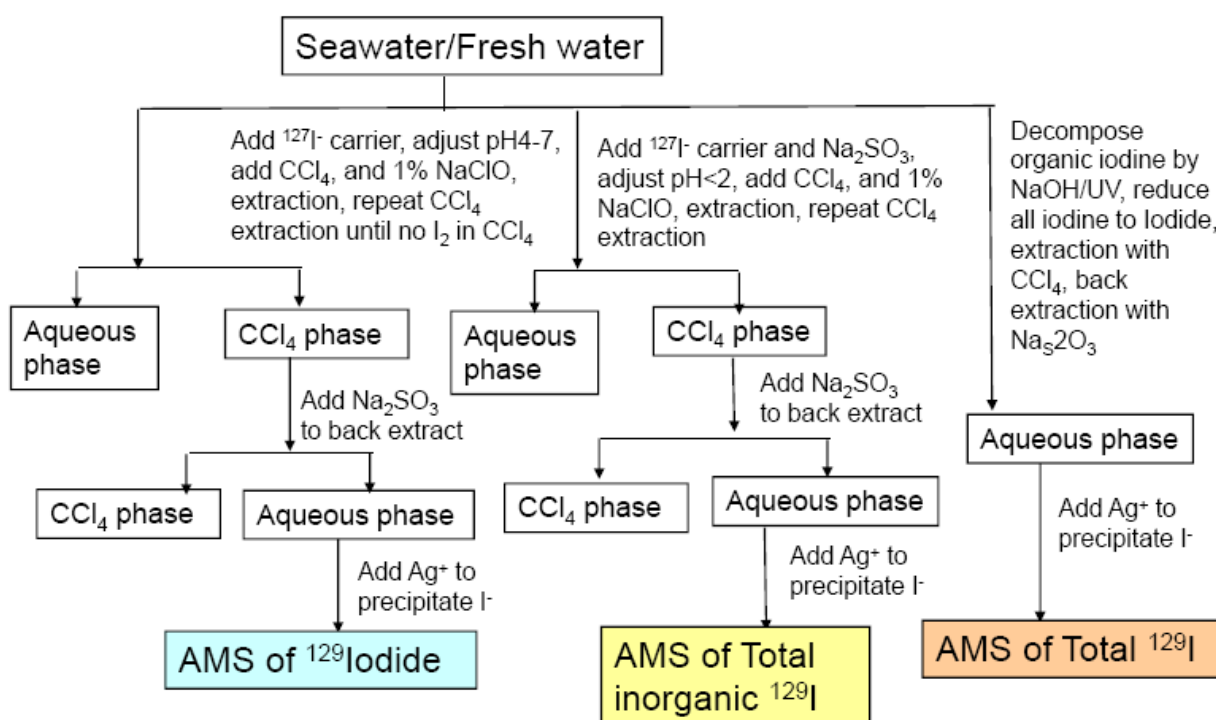 Seawater/Fresh water
Add ¹²⁷I⁻ carrier, adjust pH4-7,
add CCl₄, and 1% NaClO,
extraction, repeat CCl₄
extraction until no I₂ in CCl₄
Add ¹²⁷I⁻ carrier and Na₂SO₃,
adjust pH<2, add CCl₄, and 1%
NaClO, extraction, repeat CCl₄
extraction
Decompose
organic iodine by
NaOH/UV, reduce
all iodine to Iodide,
extraction with
CCl₄, back
extraction with
Naₛ2O₃
Aqueous
phase
CCl₄ phase
Aqueous
phase
CCl₄ phase
Add Na₂SO₃
to back extract
Add Na₂SO₃
to back extract
Aqueous phase
CCl₄ phase
Aqueous phase
CCl₄ phase
Aqueous phase
Add Ag⁺ to
precipitate I⁻
Add Ag⁺ to
precipitate I⁻
Add Ag⁺ to
precipitate I⁻
AMS of ¹²⁹Iodide
AMS of Total
inorganic ¹²⁹I
AMS of Total ¹²⁹I